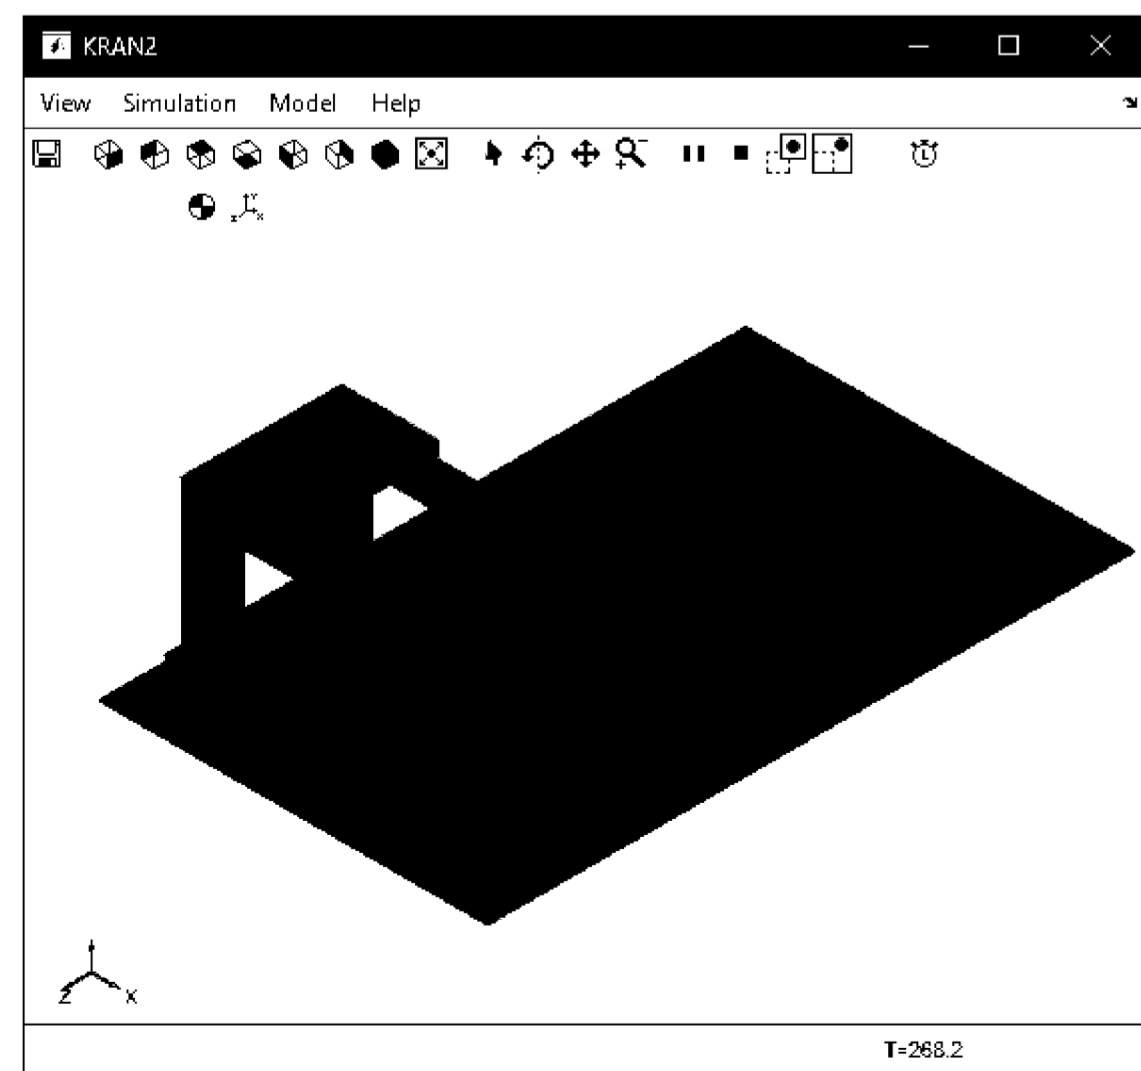 KRAN2
View Simulation Model Help
Y
z x
Z X
T=268.2